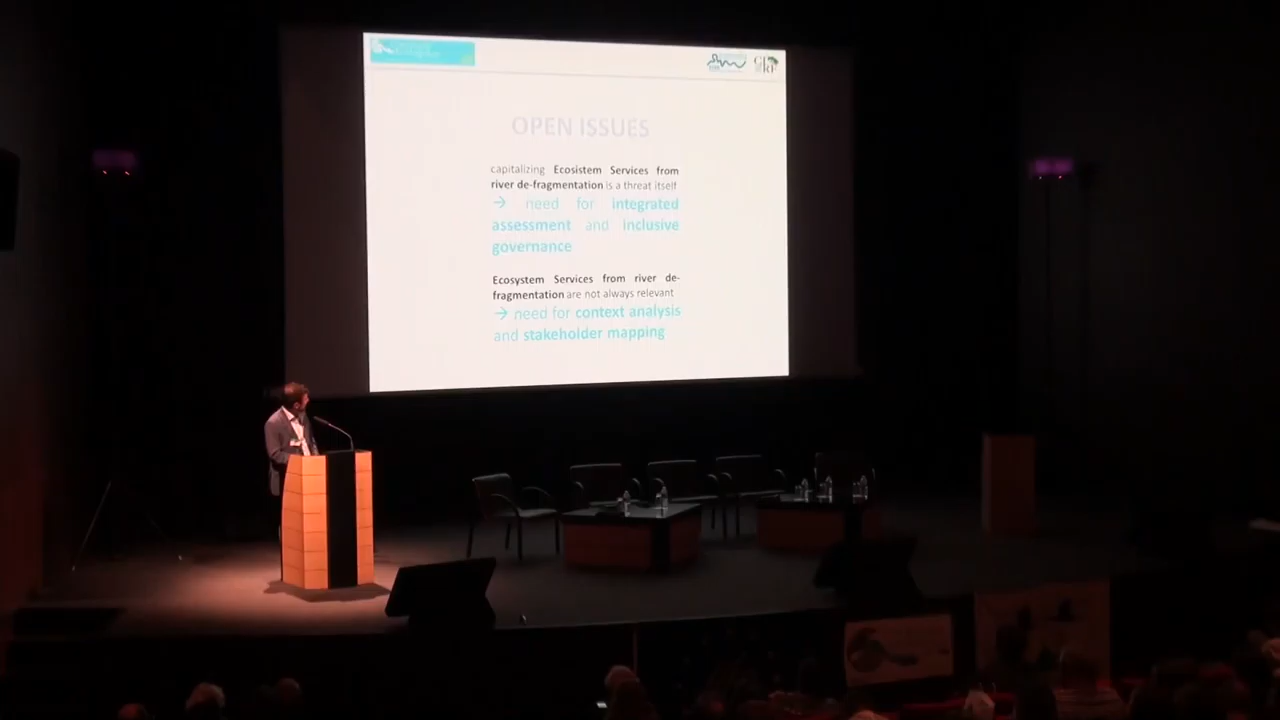 OPEN ISSUES
capitalizing Ecosistem Services from
river de-fragmentation is a threat itself
→ need for integrated
assessment and inclusive
governance
Ecosystem Services from river de-
fragmentation are not always relevant
→ need for context analysis
and stakeholder mapping